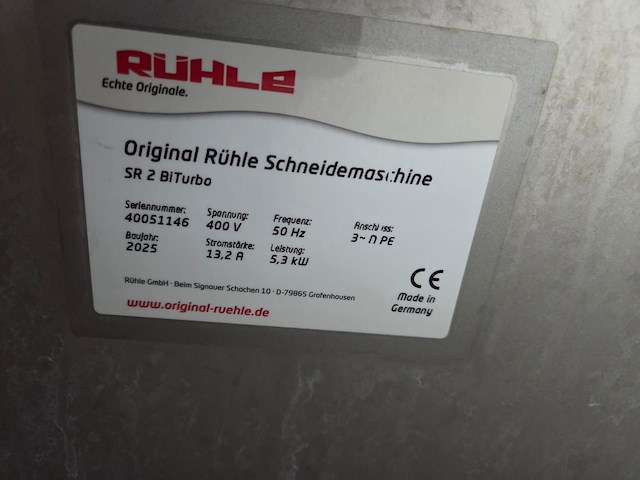 RÜHLE
Echte Originale.
Original Rühle Schneidemaschine
SR 2 BiTurbo
Seriennummer: Spannung: Frequenz:
40051146 400 V 50 Hz 3~ N PE
Baujahr: Stromstärke: Leistung:
2025 13,2 A 5,3 kW
Rühle GmbH · Beim Signauer Schachen 10 · D-79865 Grafenhausen
CE
Made in
Germany
www.original-ruehle.de